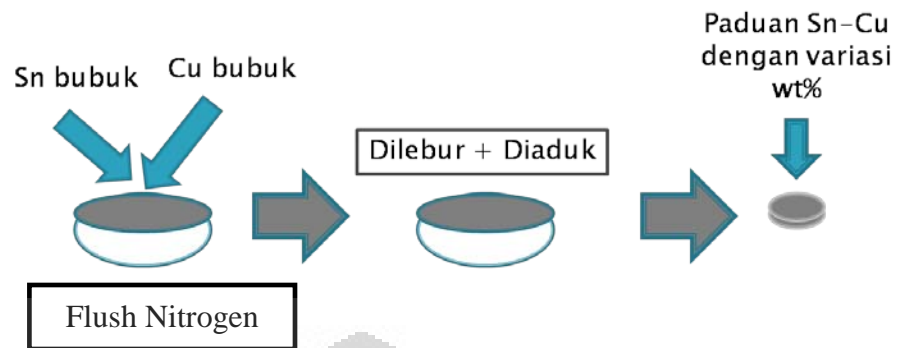 Sn bubuk
Cu bubuk
Flush Nitrogen
Dilebur + Diaduk
Paduan Sn-Cu
dengan variasi
wt%